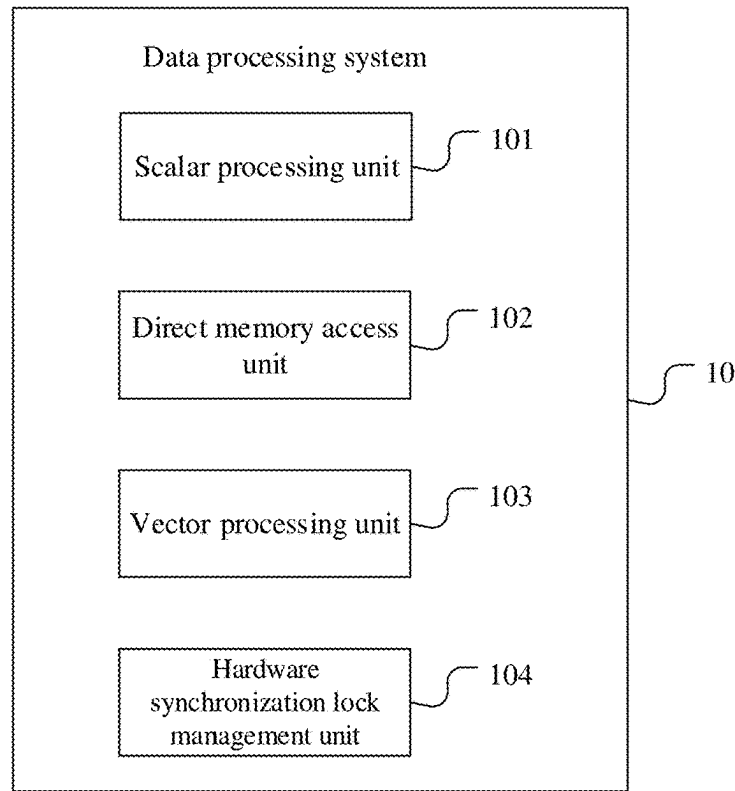 Data processing system
Scalar processing unit
101
Direct memory access
unit
102
10
Vector processing unit
103
Hardware
synchronization lock
management unit
104